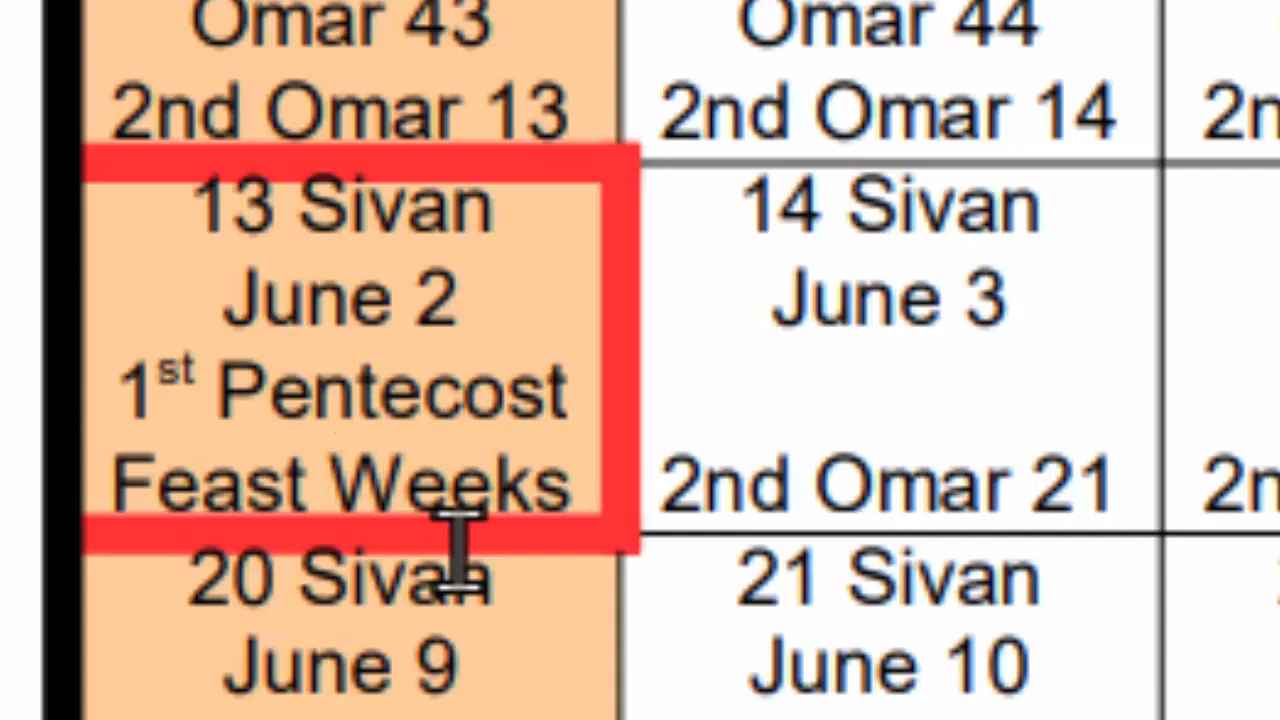 Omar 43
2nd Omar 13
13 Sivan
June 2
1st Pentecost
Feast Weeks
20 Sivan
June 9
Omar 44
2nd Omar 14
14 Sivan
June 3
2nd Omar 21
21 Sivan
June 10